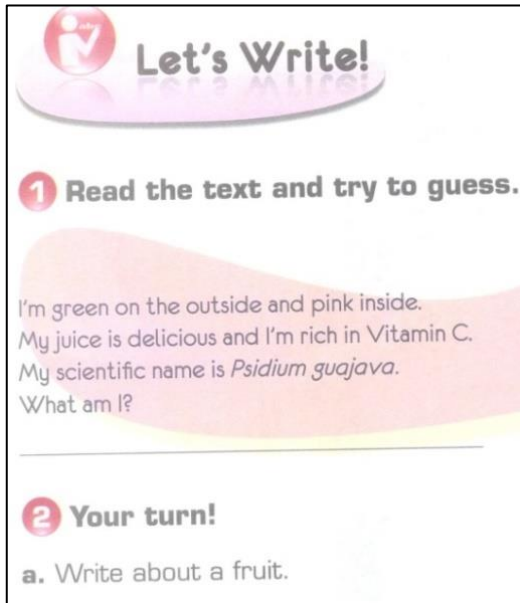 Let's Write!
1 Read the text and try to guess.
I'm green on the outside and pink inside.
My juice is delicious and I'm rich in Vitamin C.
My scientific name is Psidium guajava.
What am I?
2 Your turn!
a. Write about a fruit.